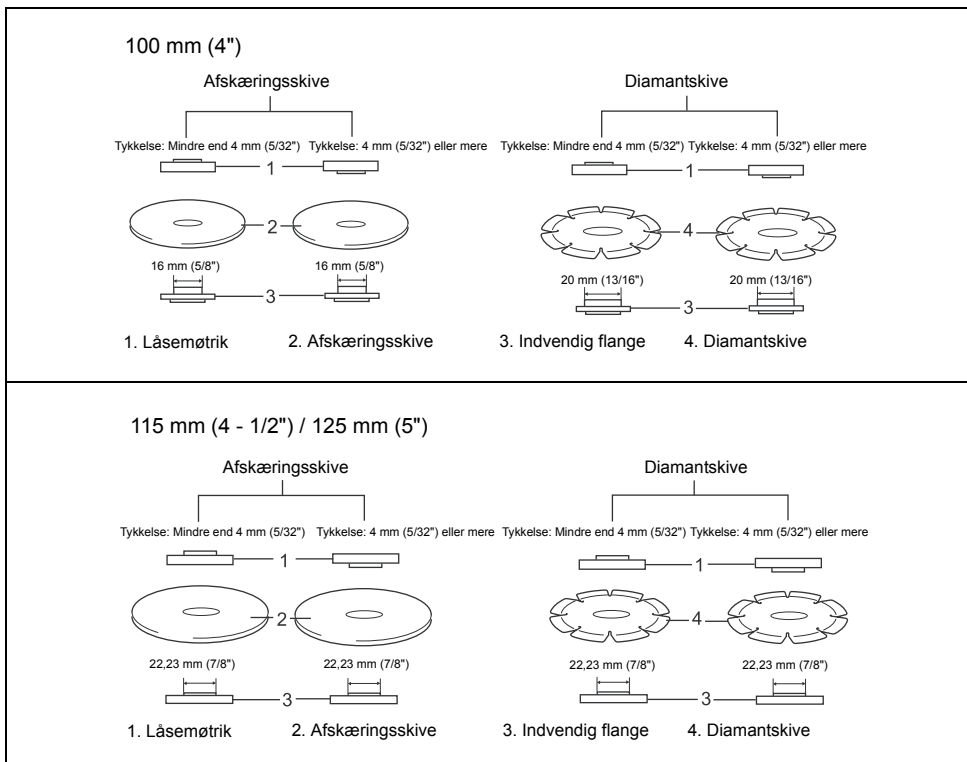 100 mm (4")
Afskæringsskive Diamantskive
Tykkelse: Mindre end 4 mm (5/32") Tykkelse: 4 mm (5/32") eller mere Tykkelse: Mindre end 4 mm (5/32") Tykkelse: 4 mm (5/32") eller mere
1 1
2 4
16 mm (5/8") 16 mm (5/8") 20 mm (13/16") 20 mm (13/16")
3 3
1. Låsemøtrik 2. Afskæringsskive 3. Indvendig flange 4. Diamantskive
115 mm (4 - 1/2") / 125 mm (5")
Afskæringsskive Diamantskive
Tykkelse: Mindre end 4 mm (5/32") Tykkelse: 4 mm (5/32") eller mere Tykkelse: Mindre end 4 mm (5/32") Tykkelse: 4 mm (5/32") eller mere
1 1
2 4
22,23 mm (7/8") 22,23 mm (7/8") 22,23 mm (7/8") 22,23 mm (7/8")
3 3
1. Låsemøtrik 2. Afskæringsskive 3. Indvendig flange 4. Diamantskive